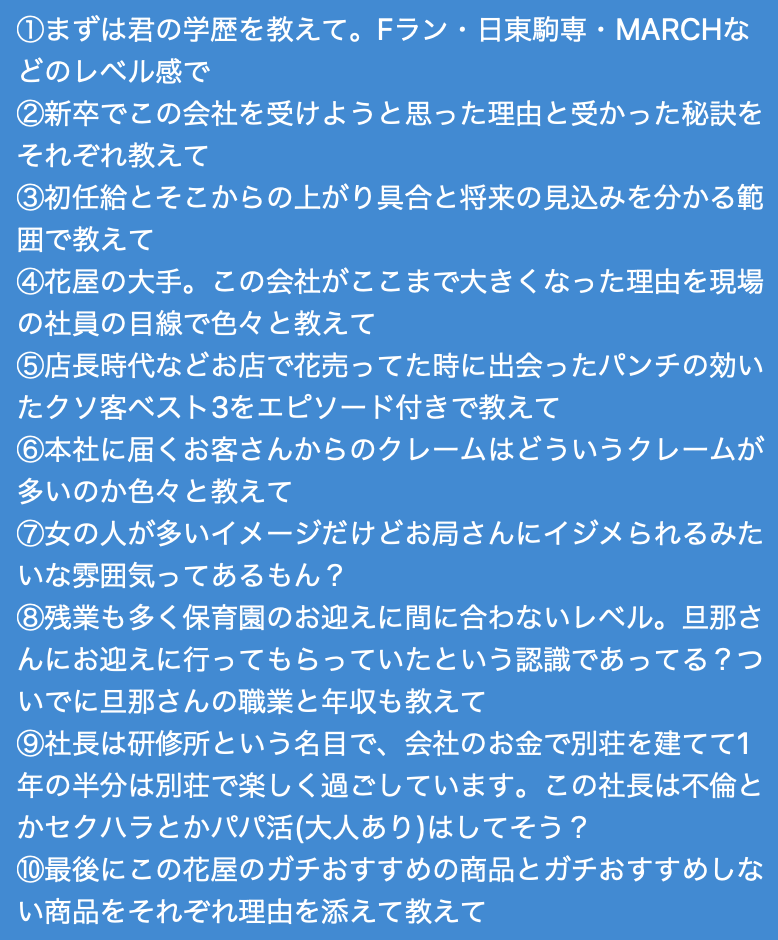 ①まずは君の学歴を教えて。Fラン・日東駒専・MARCHな
どのレベル感で
②新卒でこの会社を受けようと思った理由と受かった秘訣を
それぞれ教えて
③初任給とそこからの上がり具合と将来の見込みを分かる範
囲で教えて
④花屋の大手。この会社がここまで大きくなった理由を現場
の社員の目線で色々と教えて
⑤店長時代などお店で花売ってた時に出会ったパンチの効い
たクソ客ベスト3をエピソード付きで教えて
⑥本社に届くお客さんからのクレームはどういうクレームが
多いのか色々と教えて
⑦女の人が多いイメージだけどお局さんにイジメられるみた
いな雰囲気ってあるもん？
⑧残業も多く保育園のお迎えに間に合わないレベル。旦那さ
んにお迎えに行ってもらっていたという認識であってる？つ
いでに旦那さんの職業と年収も教えて
⑨社長は研修所という名目で、会社のお金で別荘を建てて1
年の半分は別荘で楽しく過ごしています。この社長は不倫と
かセクハラとかパパ活(大人あり)はしてそう？
⑩最後にこの花屋のガチおすすめの商品とガチおすすめしな
い商品をそれぞれ理由を添えて教えて